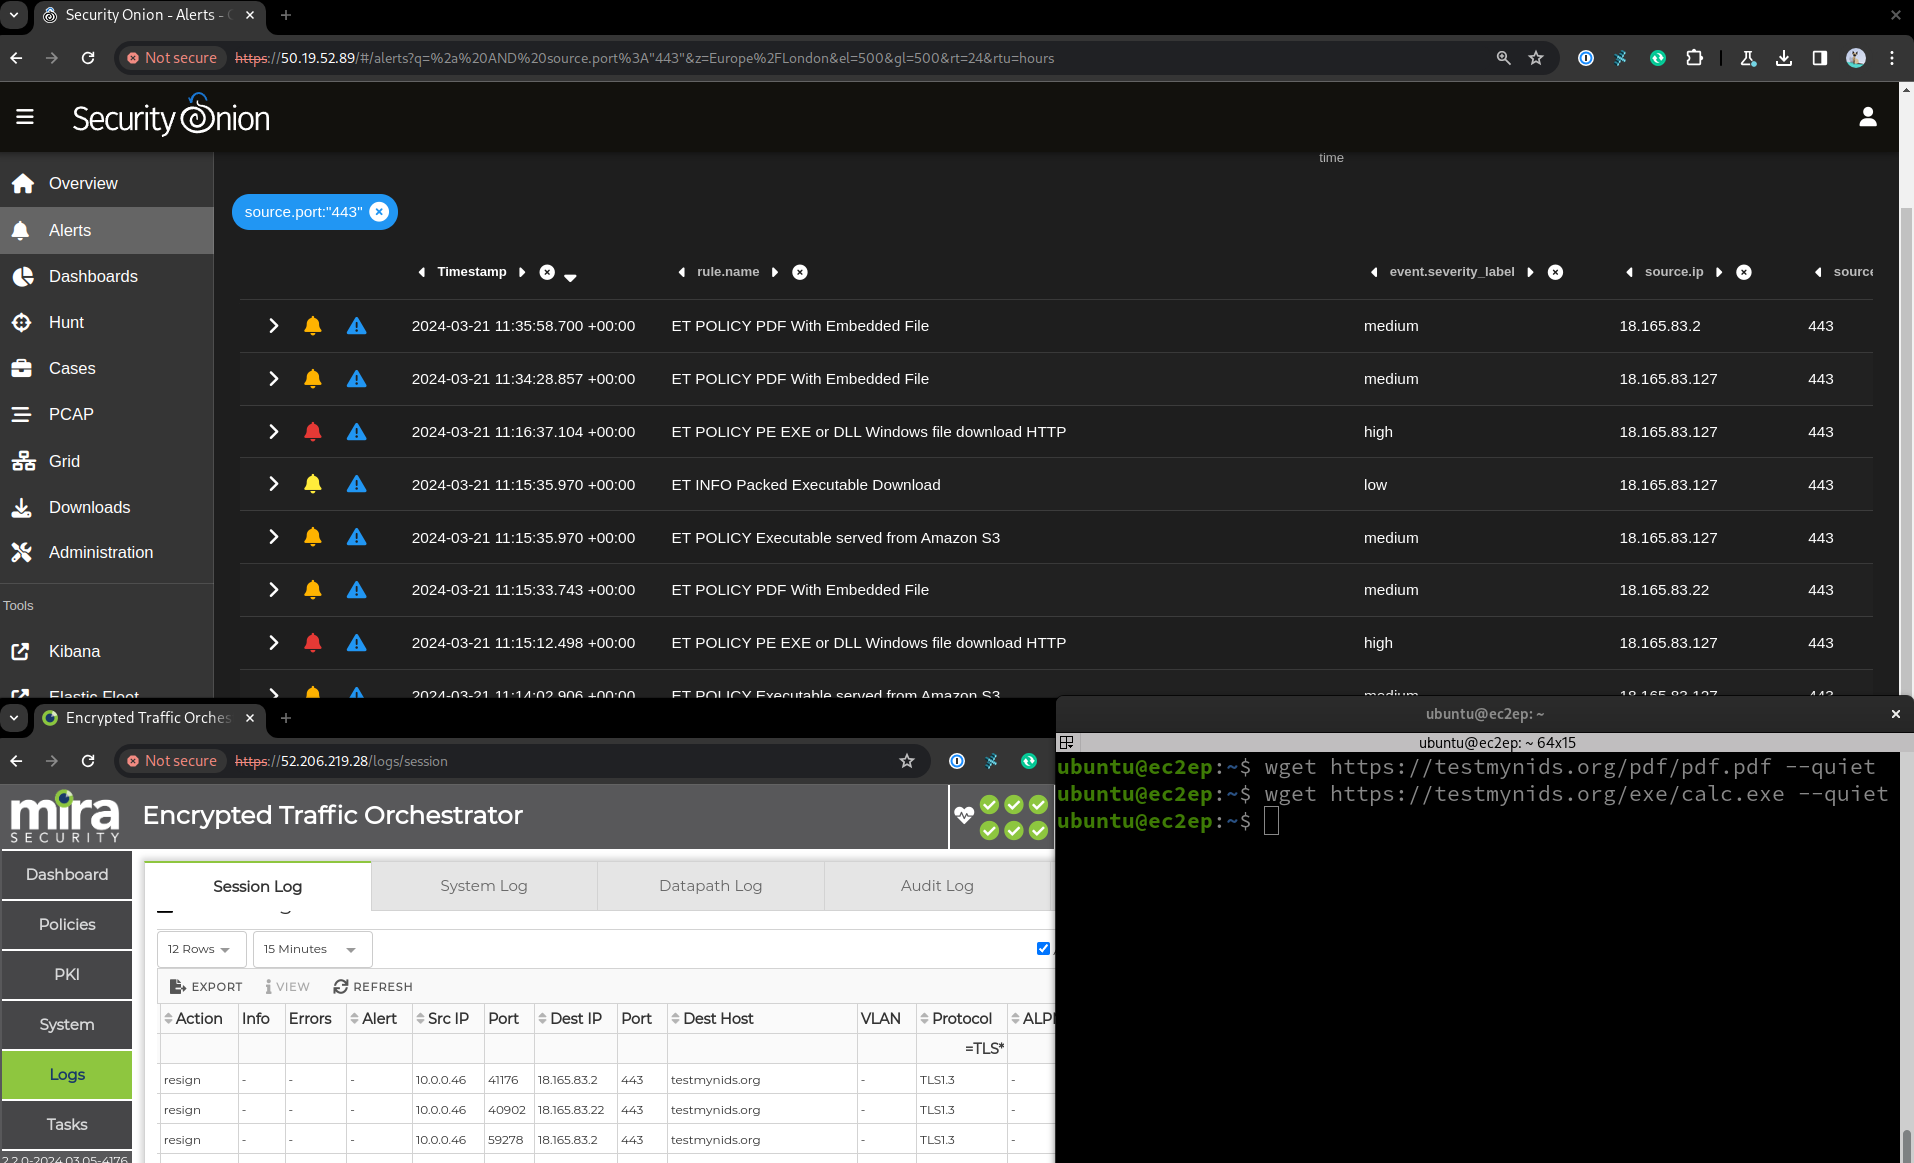 Security Onion - Alerts -
Not secure https://50.19.52.89/#/alerts?q=%2a%20AND%20source.port%3A"443"&z=Europe%2FLondon&el=500&gl=500&rt=24&rtu=hours
Security Onion
time
Overview
Alerts
Dashboards
Hunt
Cases
PCAP
Grid
Downloads
Administration
Tools
Kibana
Elastic Fleet
source.port:"443"
Timestamp rule.name event.severity_label source.ip source
2024-03-21 11:35:58.700 +00:00 ET POLICY PDF With Embedded File medium 18.165.83.2 443
2024-03-21 11:34:28.857 +00:00 ET POLICY PDF With Embedded File medium 18.165.83.127 443
2024-03-21 11:16:37.104 +00:00 ET POLICY PE EXE or DLL Windows file download HTTP high 18.165.83.127 443
2024-03-21 11:15:35.970 +00:00 ET INFO Packed Executable Download low 18.165.83.127 443
2024-03-21 11:15:35.970 +00:00 ET POLICY Executable served from Amazon S3 medium 18.165.83.127 443
2024-03-21 11:15:33.743 +00:00 ET POLICY PDF With Embedded File medium 18.165.83.22 443
2024-03-21 11:15:12.498 +00:00 ET POLICY PE EXE or DLL Windows file download HTTP high 18.165.83.127 443
2024-03-21 11:14:02.906 +00:00 ET POLICY Executable served from Amazon S3 medium 18.165.83.127 443
Encrypted Traffic Orches
Not secure https://52.206.219.28/logs/session
mira
SECURITY
Encrypted Traffic Orchestrator
Dashboard
Policies
PKI
System
Logs
Tasks
2.2.0-2024.03.05-4176
Session Log System Log Datapath Log Audit Log
12 Rows 15 Minutes
EXPORT VIEW REFRESH
Action Info Errors Alert Src IP Port Dest IP Port Dest Host VLAN Protocol ALP
=TLS*
resign - - - 10.0.0.46 41176 18.165.83.2 443 testmynids.org - TLS1.3 -
resign - - - 10.0.0.46 40902 18.165.83.22 443 testmynids.org - TLS1.3 -
resign - - - 10.0.0.46 59278 18.165.83.2 443 testmynids.org - TLS1.3 -
ubuntu@ec2ep: ~
ubuntu@ec2ep: ~ 64x15
ubuntu@ec2ep:~$ wget https://testmynids.org/pdf/pdf.pdf --quiet
ubuntu@ec2ep:~$ wget https://testmynids.org/exe/calc.exe --quiet
ubuntu@ec2ep:~$